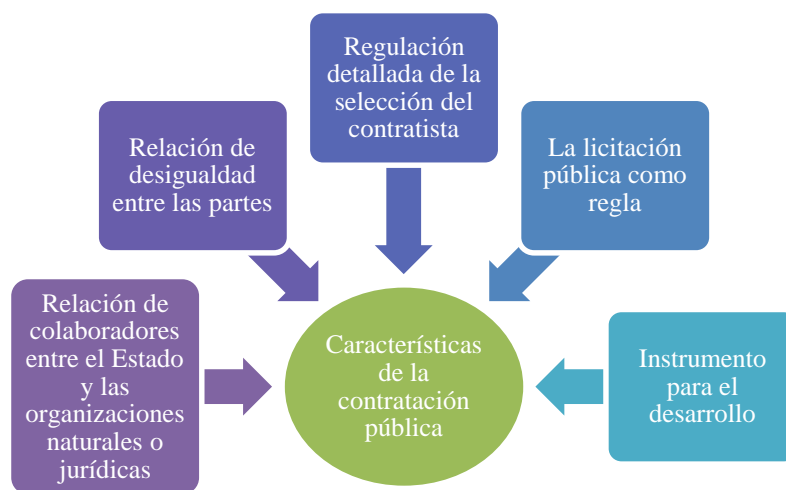 Regulación
detallada de la
selección del
contratista
Relación de
desigualdad
entre las partes
La licitación
pública como
regla
Relación de
colaboradores
entre el Estado
y las
organizaciones
naturales o
jurídicas
Características
de la
contratación
pública
Instrumento
para el
desarrollo